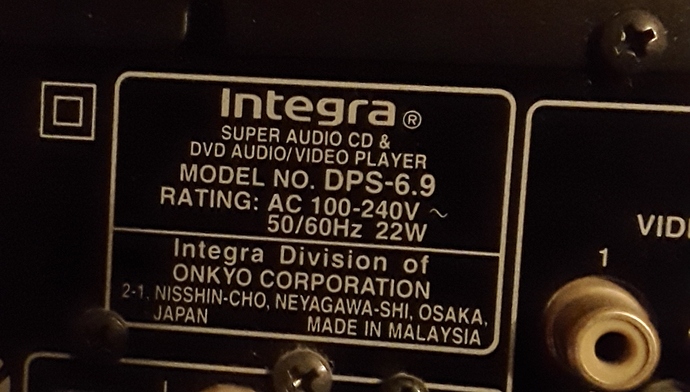 Integra®
SUPER AUDIO CD &
DVD AUDIO/VIDEO PLAYER
MODEL NO. DPS-6.9
RATING: AC 100-240V ~
50/60Hz 22W
Integra Division of
ONKYO CORPORATION
2-1, NISSHIN-CHO, NEYAGAWA-SHI, OSAKA,
JAPAN MADE IN MALAYSIA
1